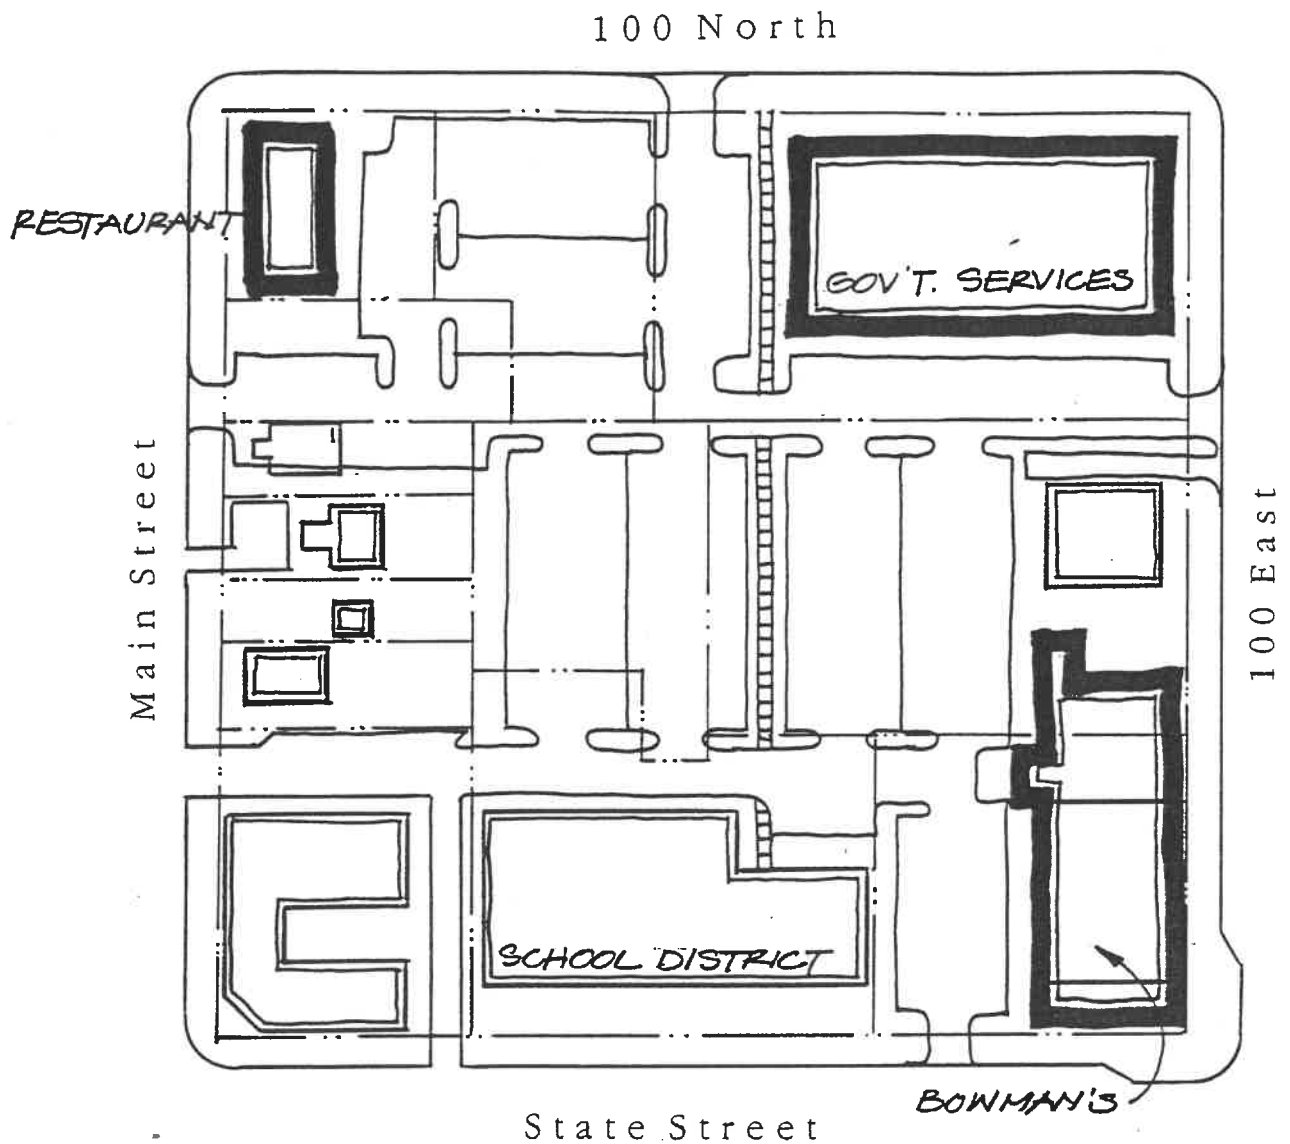 100 North
RESTAURANT
GOV'T. SERVICES
Main Street
100 East
SCHOOL DISTRICT
BOWMAN'S
State Street